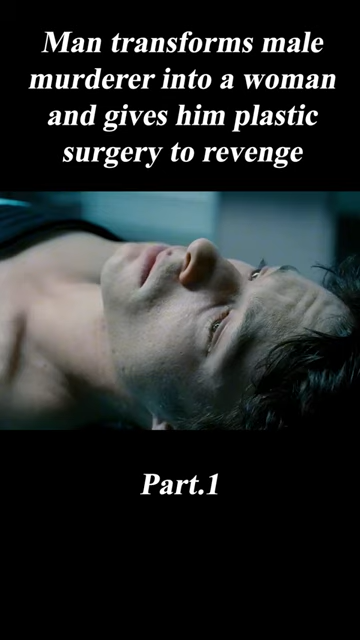 Man transforms male
murderer into a woman
and gives him plastic
surgery to revenge
Part.1